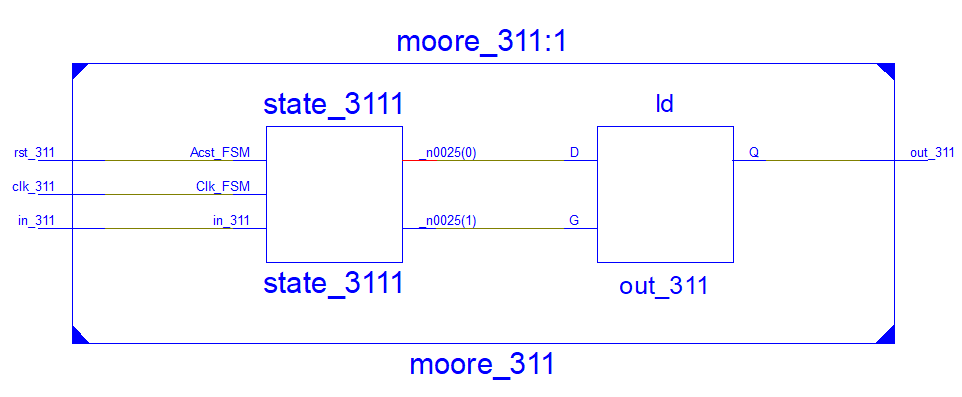 moore_311:1
state_3111
ld
rst_311
Acst_FSM
_n0025(0)
D
Q
out_311
clk_311
Clk_FSM
in_311
in_311
_n0025(1)
G
state_3111
out_311
moore_311